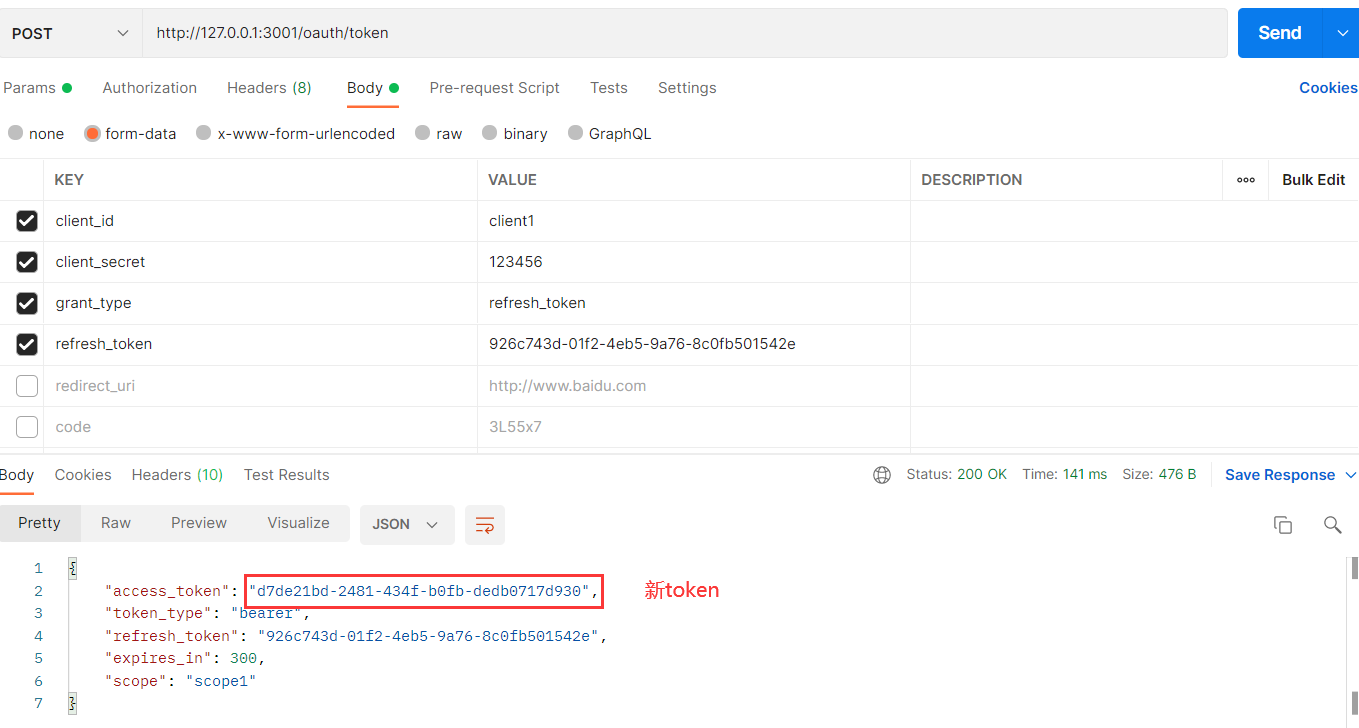 POST http://127.0.0.1:3001/oauth/token Send
Params Authorization Headers (8) Body Pre-request Script Tests Settings Cookies
none form-data x-www-form-urlencoded raw binary GraphQL
KEY VALUE DESCRIPTION ooo Bulk Edit
client_id client1
client_secret 123456
grant_type refresh_token
refresh_token 926c743d-01f2-4eb5-9a76-8c0fb501542e
redirect_uri http://www.baidu.com
code 3L55x7
Body Cookies Headers (10) Test Results Status: 200 OK Time: 141 ms Size: 476 B Save Response
Pretty Raw Preview Visualize JSON
1 {
2 "access_token": "d7de21bd-2481-434f-b0fb-dedb0717d930", 新token
3 "token_type": "bearer",
4 "refresh_token": "926c743d-01f2-4eb5-9a76-8c0fb501542e",
5 "expires_in": 300,
6 "scope": "scope1"
7 }